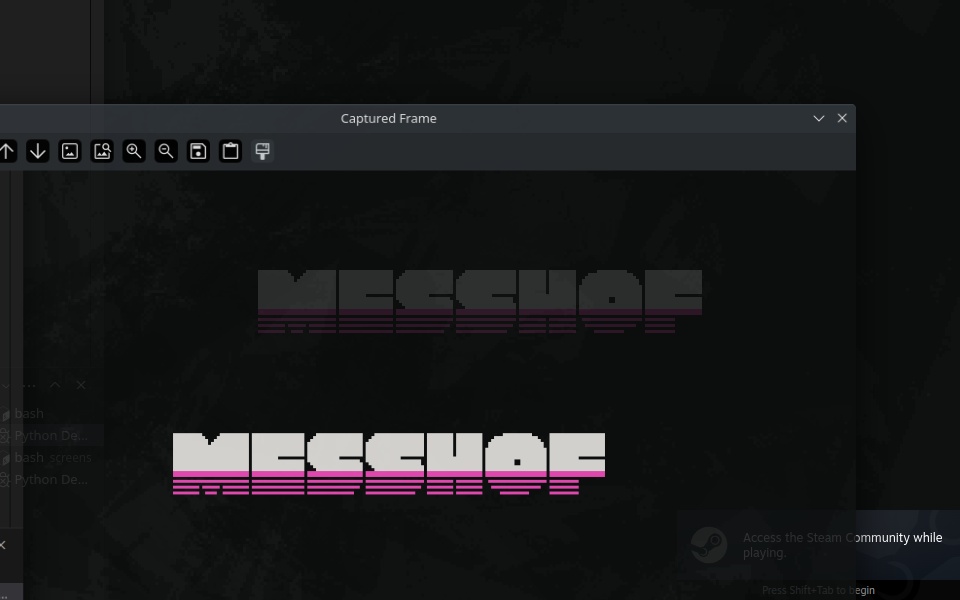 Captured Frame
MESSHOF
bash
Python De...
bash screens
Python De...
MESSHOF
Access the Steam Community while
playing.
Press Shift+Tab to begin